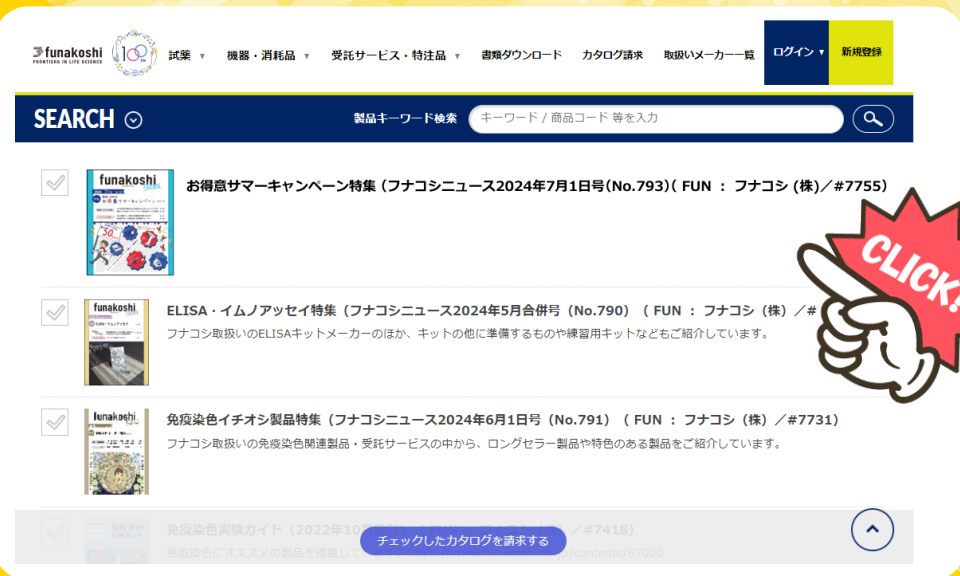 funakoshi
FRONTIERS IN LIFE SCIENCE
100TH
試薬 ▼ 機器・消耗品 ▼ 受託サービス・特注品 ▼ 書類ダウンロード カタログ請求 取扱いメーカー一覧 ログイン ▼ 新規登録
SEARCH 製品キーワード検索 キーワード / 商品コード 等を入力
funakoshi
お得意サマーキャンペーン特集 (フナコシニュース2024年7月1日号(No.793)( FUN : フナコシ (株)／#7755)
CLICK!
funakoshi
ELISA・イムノアッセイ特集（フナコシニュース2024年5月合併号（No.790）（ FUN ： フナコシ（株）／#
フナコシ取扱いのELISAキットメーカーのほか、キットの他に準備するものや練習用キットなどもご紹介しています。
funakoshi
免疫染色イチオシ製品特集（フナコシニュース2024年6月1日号（No.791）（ FUN ： フナコシ（株）／#7731）
フナコシ取扱いの免疫染色関連製品・受託サービスの中から、ロングセラー製品や特色のある製品をご紹介しています。
免疫染色実験ガイド（2022年10
／#7418）
免疫染色にオススメの製品を掲載して
/contents/67000
チェックしたカタログを請求する